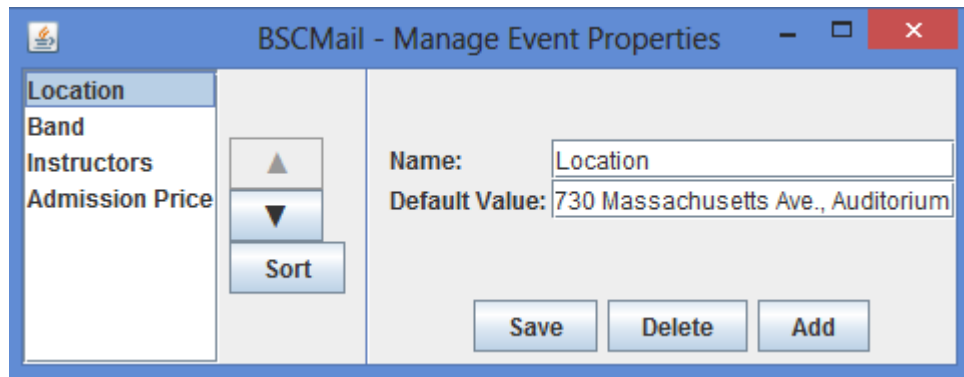 BSCMail - Manage Event Properties
Location
Band
Instructors
Admission Price
Sort
Name: Location
Default Value: 730 Massachusetts Ave., Auditorium
Save Delete Add